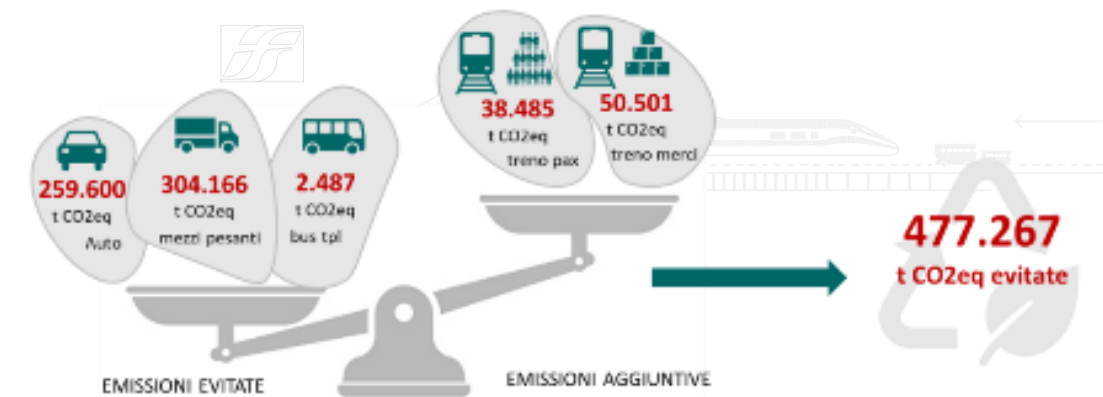 259.600
t CO2eq
Auto
304.166
t CO2eq
mezzi pesanti
2.487
t CO2eq
bus tpl
EMISSIONI EVITATE
38.485
t CO2eq
treno pax
50.501
t CO2eq
treno merci
EMISSIONI AGGIUNTIVE
477.267
t CO2eq evitate